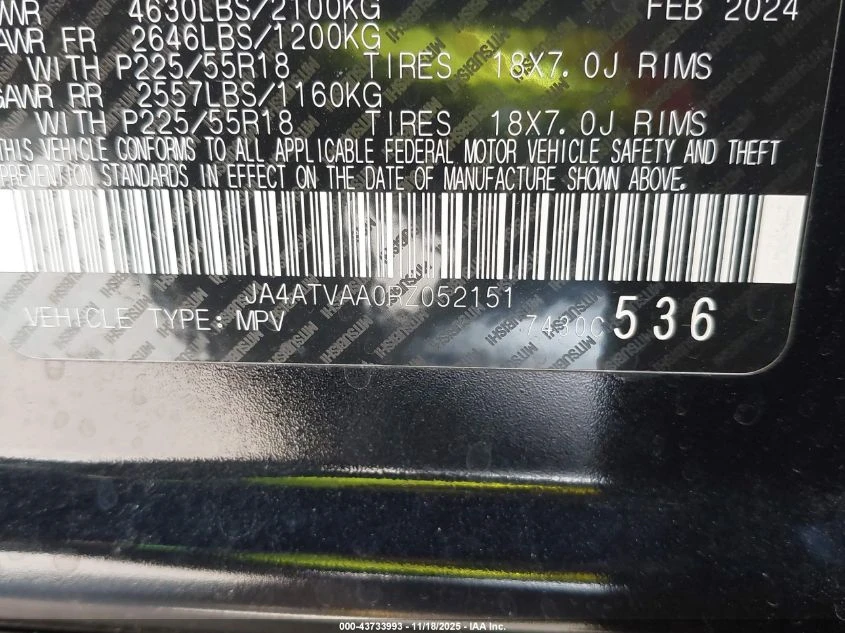 VWR 4630LBS/2100KG FEB 2024
AWR FR 2646LBS/1200KG
WITH P225/55R18 TIRES 18X7.0J RIMS
GAWR RR 2557LBS/1160KG
WITH P225/55R18 TIRES 18X7.0J RIMS
THIS VEHICLE CONFORMS TO ALL APPLICABLE FEDERAL MOTOR VEHICLE SAFETY AND THEFT
PREVENTION STANDARDS IN EFFECT ON THE DATE OF MANUFACTURE SHOWN ABOVE.
JA4ATVAA0RZ052151
VEHICLE TYPE: MPV 7430C 536
MITSUBISHI
000-43733993 - 11/18/2025 - IAA Inc.